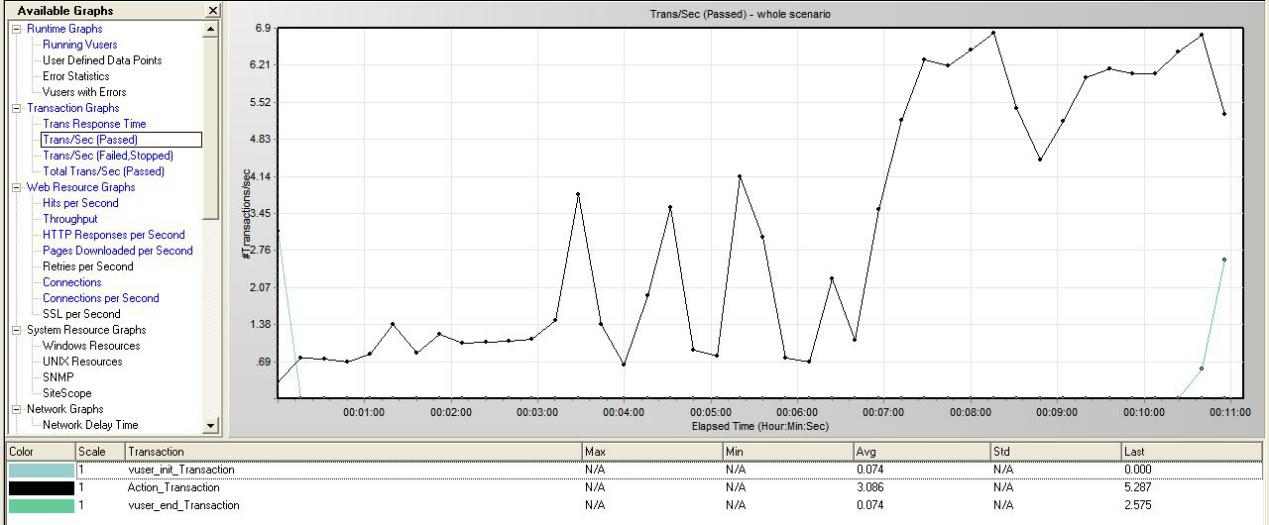 Available Graphs
Runtime Graphs
Running Vusers
User Defined Data Points
Error Statistics
Vusers with Errors
Transaction Graphs
Trans Response Time
Trans/Sec (Passed)
Trans/Sec (Failed,Stopped)
Total Trans/Sec (Passed)
Web Resource Graphs
Hits per Second
Throughput
HTTP Responses per Second
Pages Downloaded per Second
Retries per Second
Connections
Connections per Second
SSL per Second
System Resource Graphs
Windows Resources
UNIX Resources
SNMP
SiteScope
Network Graphs
Network Delay Time
Trans/Sec (Passed) - whole scenario
#Transactions/sec
6.9
6.21
5.52
4.83
4.14
3.45
2.76
2.07
1.38
.69
00:01:00 00:02:00 00:03:00 00:04:00 00:05:00 00:06:00 00:07:00 00:08:00 00:09:00 00:10:00 00:11:00
Elapsed Time (Hour:Min:Sec)
Color Scale Transaction Max Min Avg Std Last
1 vuser_init_Transaction N/A N/A 0.074 N/A 0.000
1 Action_Transaction N/A N/A 3.086 N/A 5.287
1 vuser_end_Transaction N/A N/A 0.074 N/A 2.575